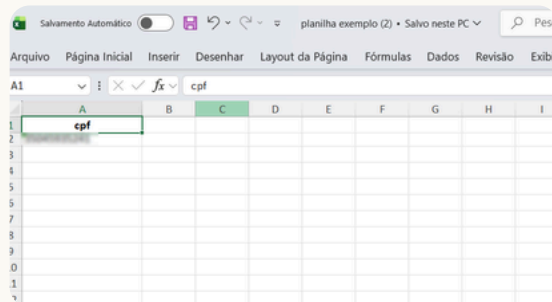 Salvamento Automático planilha exemplo (2) • Salvo neste PC Pes
Arquivo Página Inicial Inserir Desenhar Layout da Página Fórmulas Dados Revisão Exib
A1 fx cpf
A B C D E F G H I
1 cpf
2
3
4
5
6
7
8
9
10
11
12